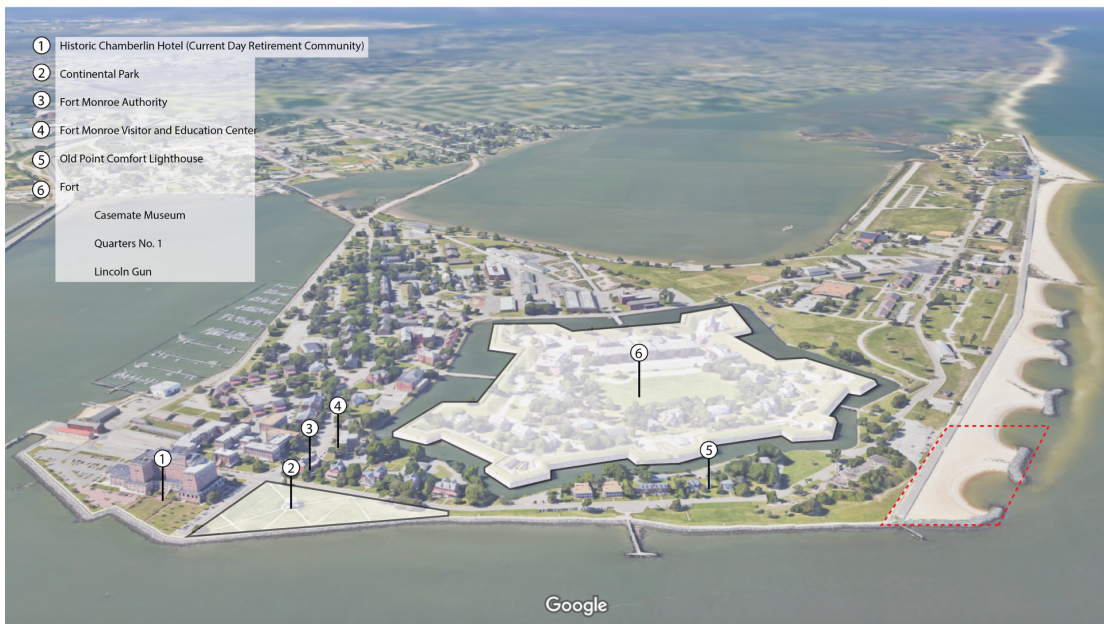 1 Historic Chamberlin Hotel (Current Day Retirement Community)
2 Continental Park
3 Fort Monroe Authority
4 Fort Monroe Visitor and Education Center
5 Old Point Comfort Lighthouse
6 Fort
Casemate Museum
Quarters No. 1
Lincoln Gun
6
4
3
5
1
2
Google